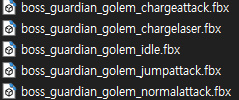 boss_guardian_golem_chargeattack.fbx
boss_guardian_golem_chargelaser.fbx
boss_guardian_golem_idle.fbx
boss_guardian_golem_jumpattack.fbx
boss_guardian_golem_normalattack.fbx